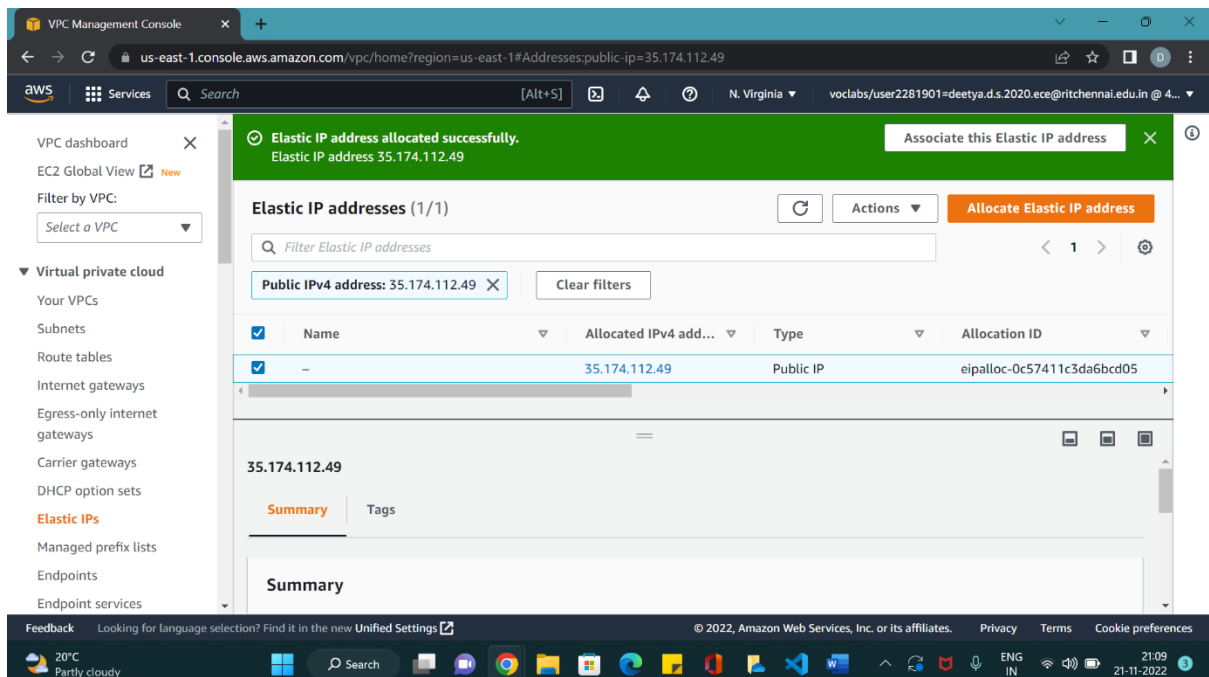 VPC Management Console
us-east-1.console.aws.amazon.com/vpc/home?region=us-east-1#Addresses:public-ip=35.174.112.49
D
aws
Services
Search
[Alt+S]
N. Virginia ▼
voclabs/user2281901=deetya.d.s.2020.ece@ritchennai.edu.in @ 4... ▼
VPC dashboard
EC2 Global View
New
Filter by VPC:
Select a VPC
Virtual private cloud
Your VPCs
Subnets
Route tables
Internet gateways
Egress-only internet
gateways
Carrier gateways
DHCP option sets
Elastic IPs
Managed prefix lists
Endpoints
Endpoint services
Elastic IP address allocated successfully.
Elastic IP address 35.174.112.49
Associate this Elastic IP address
Elastic IP addresses (1/1)
Actions ▼
Allocate Elastic IP address
Filter Elastic IP addresses
1
Public IPv4 address: 35.174.112.49
Clear filters
Name
Allocated IPv4 add...
Type
Allocation ID
–
35.174.112.49
Public IP
eipalloc-0c57411c3da6bcd05
35.174.112.49
Summary
Tags
Summary
Feedback
Looking for language selection? Find it in the new Unified Settings
© 2022, Amazon Web Services, Inc. or its affiliates.
Privacy
Terms
Cookie preferences
20°C
Partly cloudy
Search
ENG
IN
21:09
21-11-2022
3